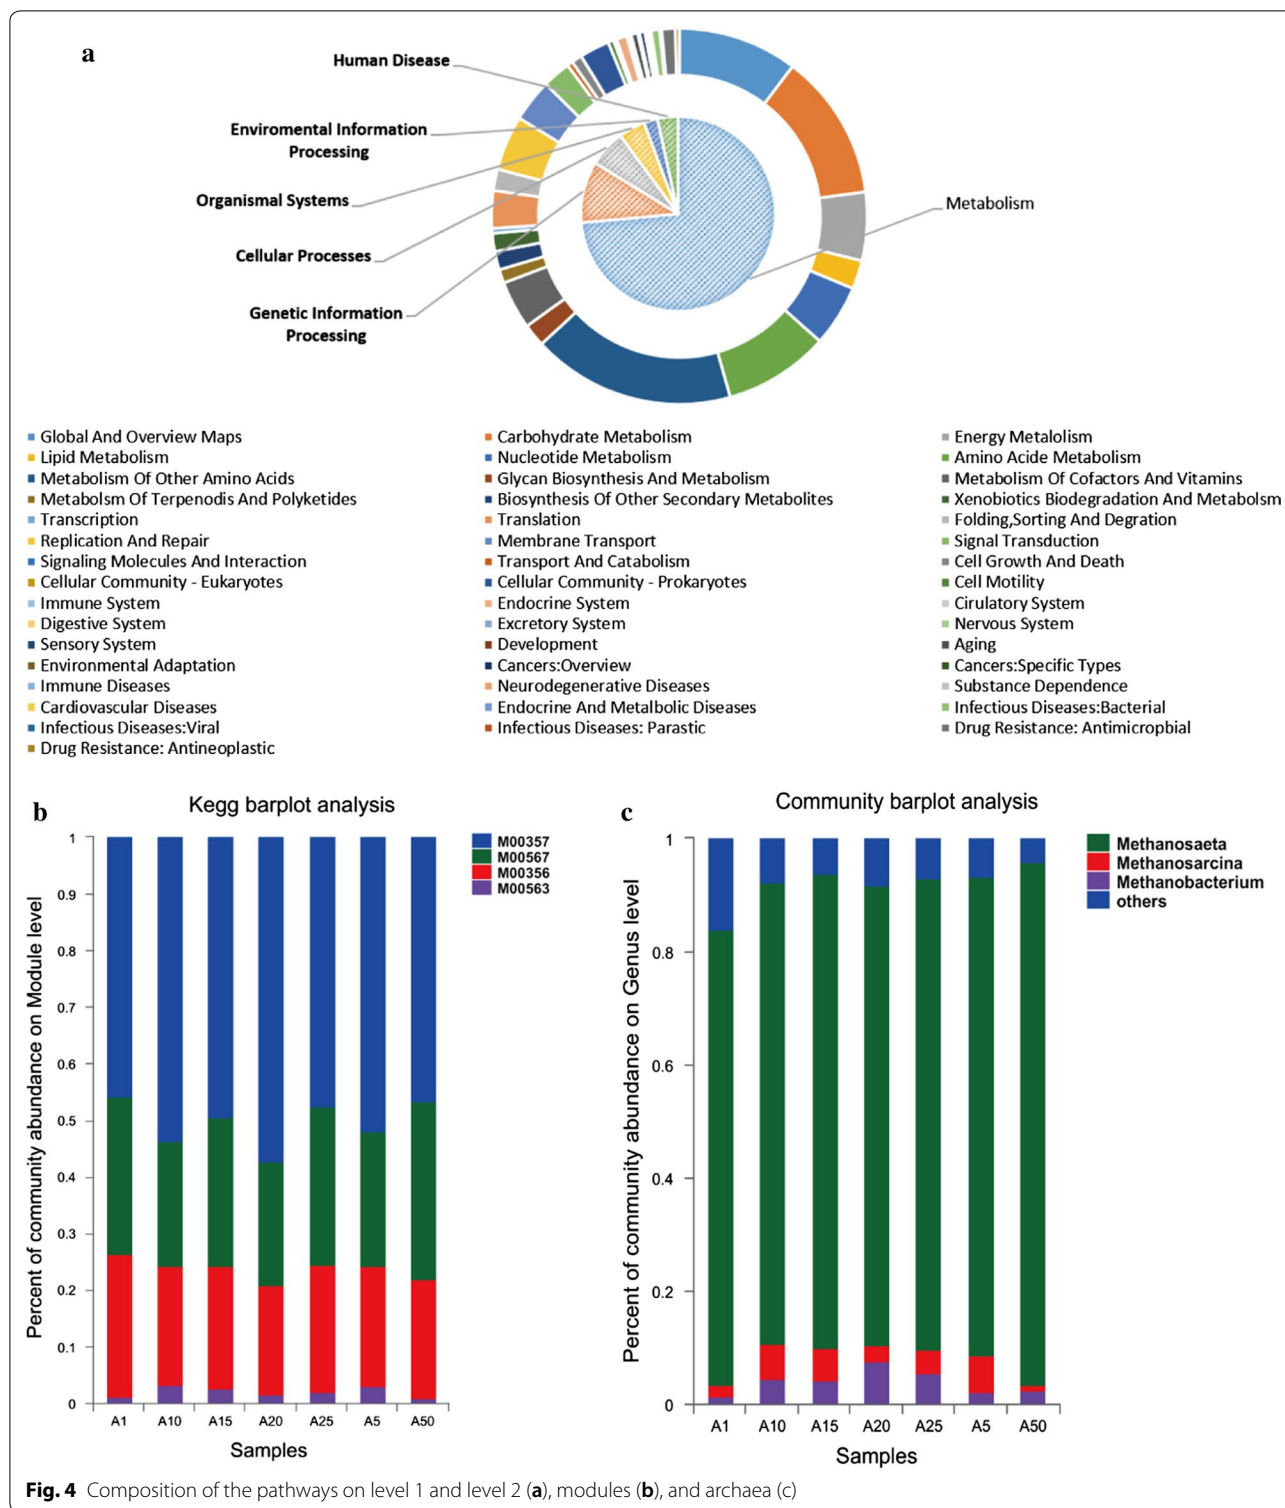 a
Human Disease
Enviromental Information
Processing
Organismal Systems
Metabolism
Cellular Processes
Genetic Information
Processing
Global And Overview Maps Carbohydrate Metabolism Energy Metalolism
Lipid Metabolism Nucleotide Metabolism Amino Acide Metabolism
Metabolism Of Other Amino Acids Glycan Biosynthesis And Metabolism Metabolism Of Cofactors And Vitamins
Metabolsm Of Terpenodis And Polyketides Biosynthesis Of Other Secondary Metabolites Xenobiotics Biodegradation And Metabolsm
Transcription Translation Folding,Sorting And Degration
Replication And Repair Membrane Transport Signal Transduction
Signaling Molecules And Interaction Transport And Catabolism Cell Growth And Death
Cellular Community - Eukaryotes Cellular Community - Prokaryotes Cell Motility
Immune System Endocrine System Cirulatory System
Digestive System Excretory System Nervous System
Sensory System Development Aging
Environmental Adaptation Cancers:Overview Cancers:Specific Types
Immune Diseases Neurodegenerative Diseases Substance Dependence
Cardiovascular Diseases Endocrine And Metalbolic Diseases Infectious Diseases:Bacterial
Infectious Diseases:Viral Infectious Diseases: Parastic Drug Resistance: Antimicropbial
Drug Resistance: Antineoplastic
b
Kegg barplot analysis
M00357
M00567
M00356
M00563
Percent of community abundance on Module level
1
0.9
0.8
0.7
0.6
0.5
0.4
0.3
0.2
0.1
0
A1 A10 A15 A20 A25 A5 A50
Samples
c
Community barplot analysis
Methanosaeta
Methanosarcina
Methanobacterium
others
Percent of community abundance on Genus level
1
0.8
0.6
0.4
0.2
0
A1 A10 A15 A20 A25 A5 A50
Samples
Fig. 4 Composition of the pathways on level 1 and level 2 (a), modules (b), and archaea (c)